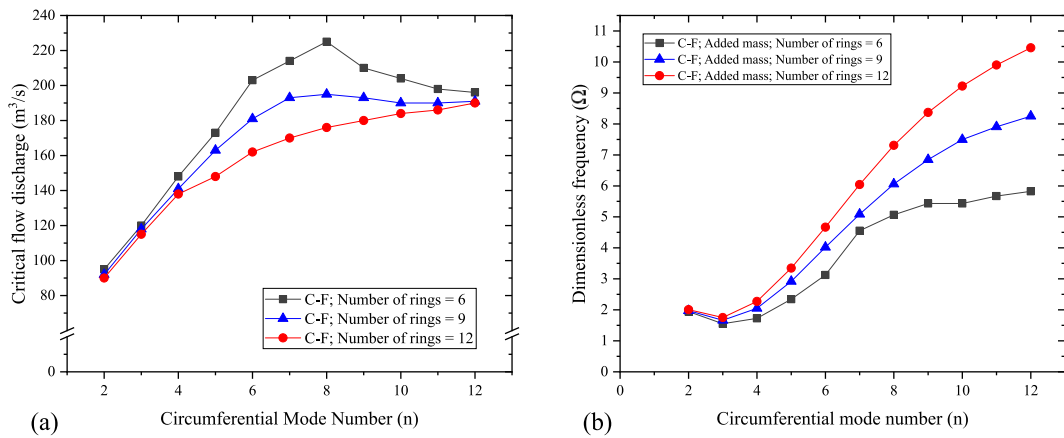 240
220
200
180
160
140
120
100
80
0
Critical flow discharge (m³/s)
C-F; Number of rings = 6
C-F; Number of rings = 9
C-F; Number of rings = 12
2 4 6 8 10 12
Circumferential Mode Number (n)
(a)
11
10
9
8
7
6
5
4
3
2
1
0
Dimensionless frequency (Ω)
C-F; Added mass; Number of rings = 6
C-F; Added mass; Number of rings = 9
C-F; Added mass; Number of rings = 12
0 2 4 6 8 10 12
Circumferential mode number (n)
(b)